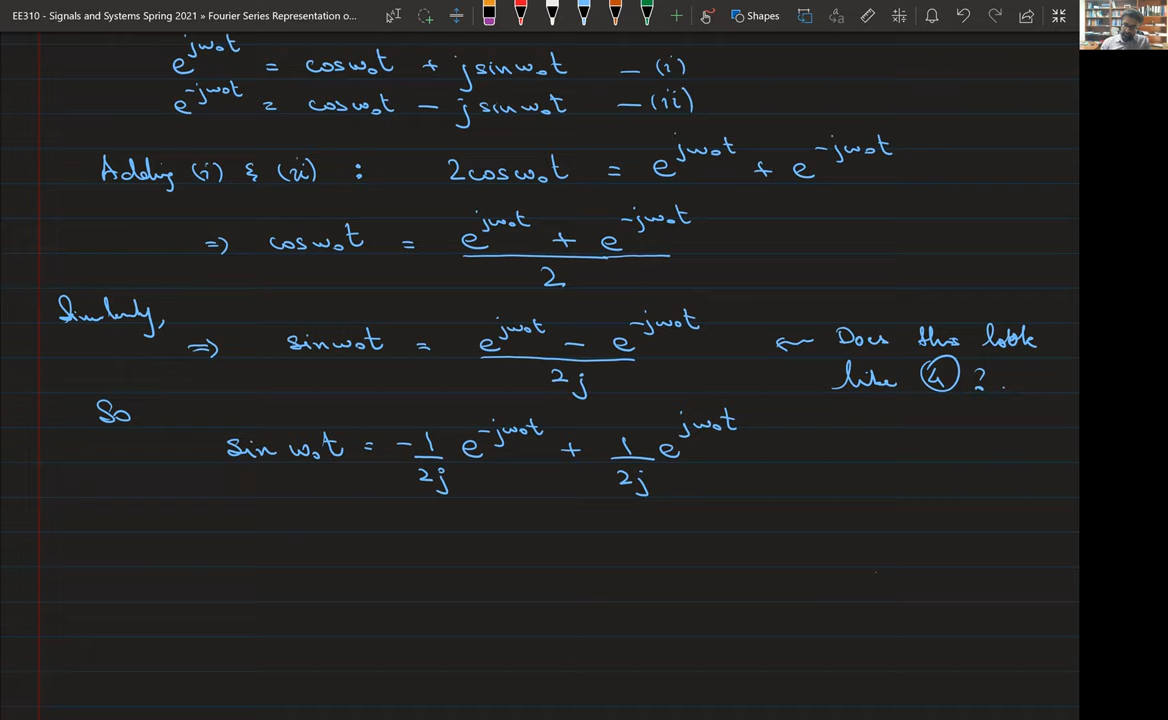 EE310 - Signals and Systems Spring 2021 » Fourier Series Representation o...
Shapes
e^{jω₀t} = cosω₀t + jsinω₀t — (i)
e^{-jω₀t} = cosω₀t − jsinω₀t — (ii)
Adding (i) & (ii) : 2cosω₀t = e^{jω₀t} + e^{-jω₀t}
=> cosω₀t = (e^{jω₀t} + e^{-jω₀t}) / 2
Similarly,
=> sinω₀t = (e^{jω₀t} − e^{-jω₀t}) / 2j ← Does this look
like ④ ?
So
sin ω₀t = −1/2j e^{-jω₀t} + 1/2j e^{jω₀t}